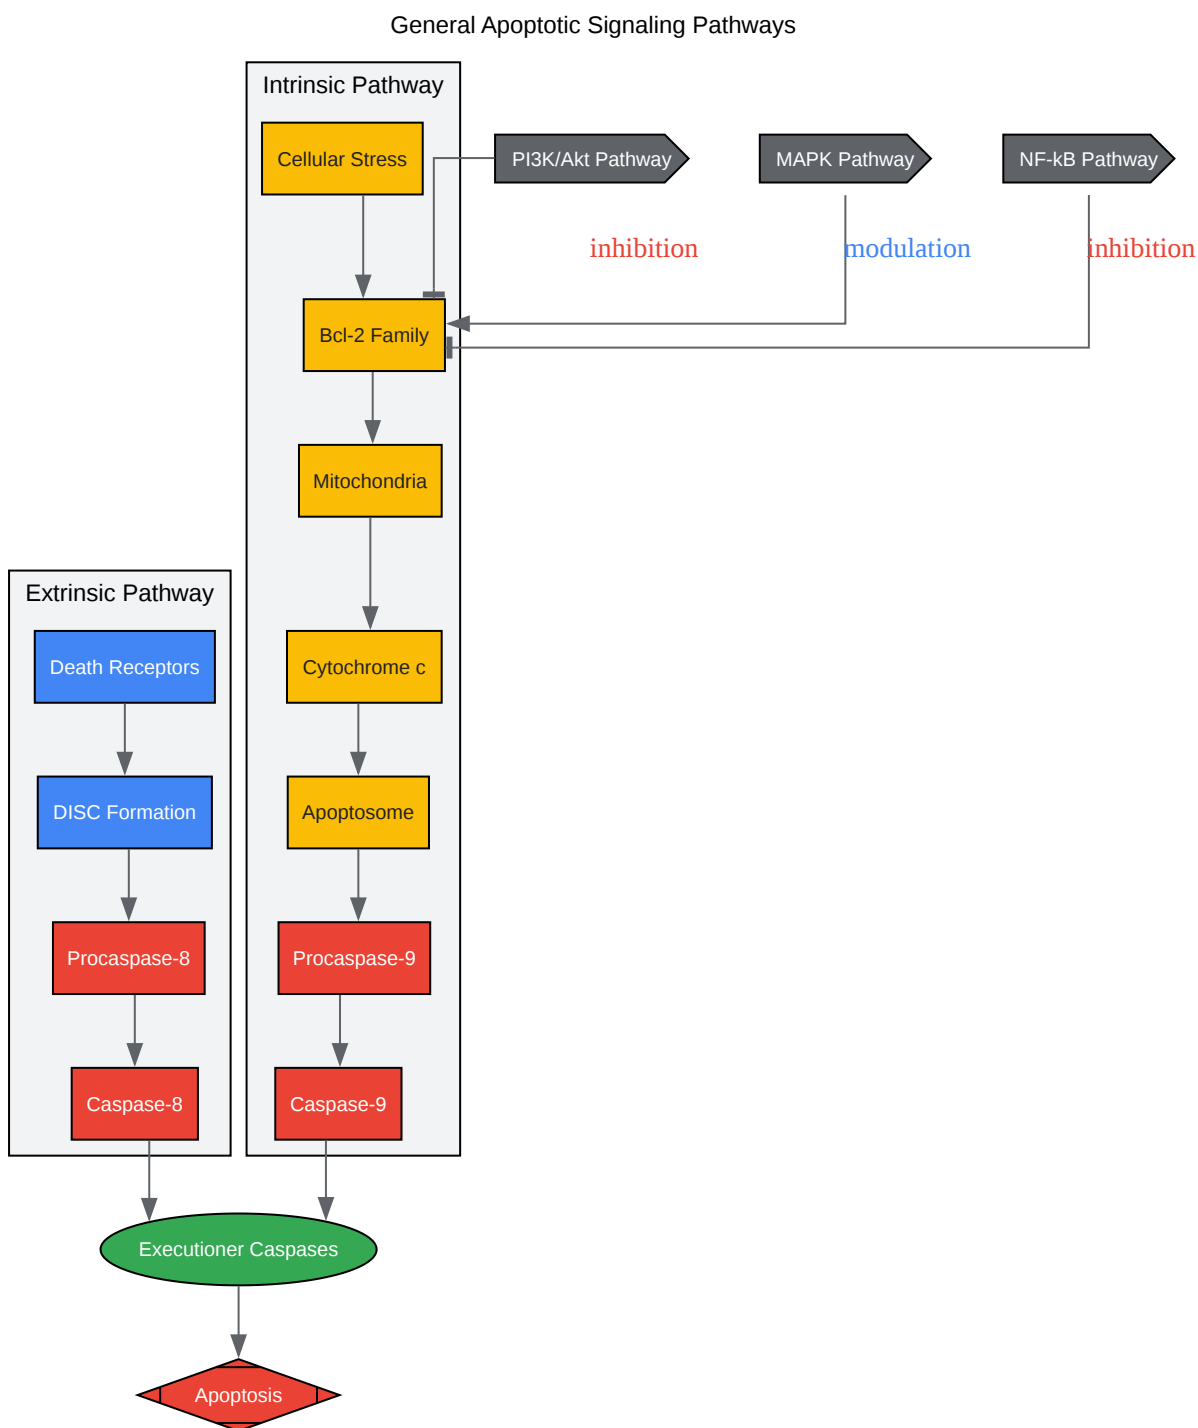 General Apoptotic Signaling Pathways
Intrinsic Pathway
Cellular Stress
PI3K/Akt Pathway
MAPK Pathway
NF-kB Pathway
inhibition
modulation
inhibition
Bcl-2 Family
Mitochondria
Extrinsic Pathway
Death Receptors
Cytochrome c
DISC Formation
Apoptosome
Procaspase-8
Procaspase-9
Caspase-8
Caspase-9
Executioner Caspases
Apoptosis